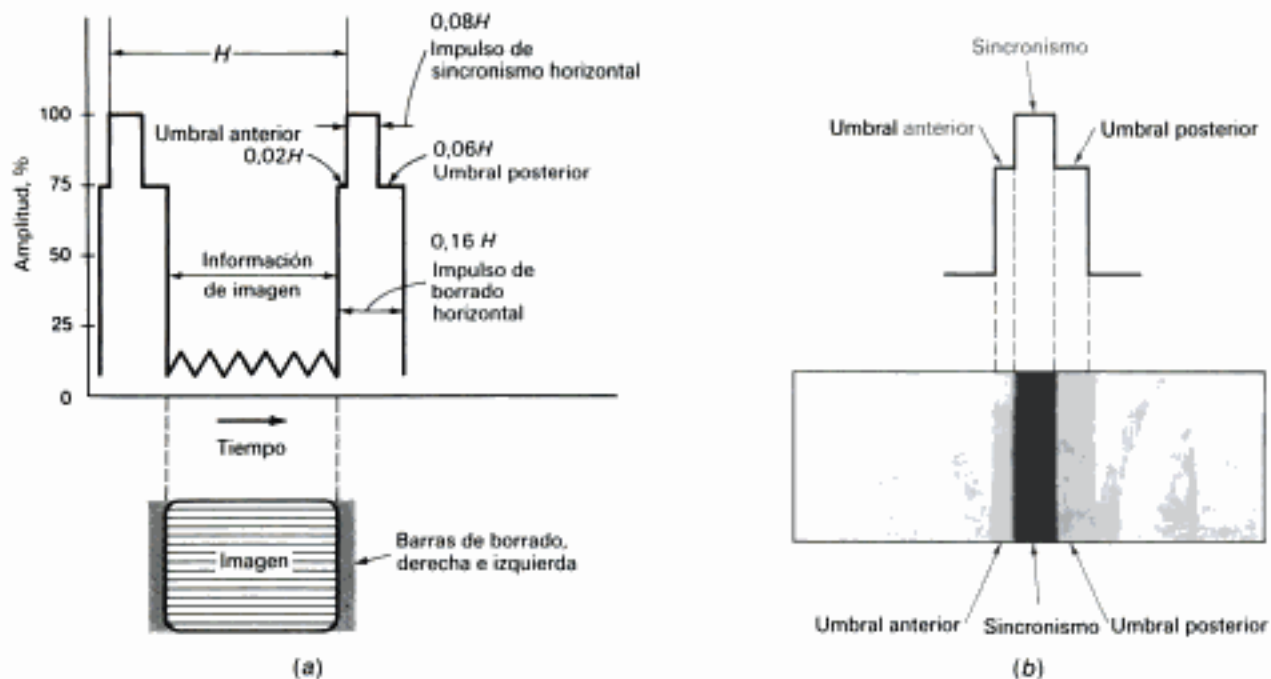 0,08H
Impulso de
sincronismo horizontal
H
Umbral anterior
0,02H
0,06H
Umbral posterior
0,16 H
Impulso de
borrado
horizontal
Información
de imagen
Amplitud, %
100
75
50
25
0
Tiempo
Imagen
Barras de borrado,
derecha e izquierda
(a)
Sincronismo
Umbral anterior
Umbral posterior
Umbral anterior
Sincronismo
Umbral posterior
(b)